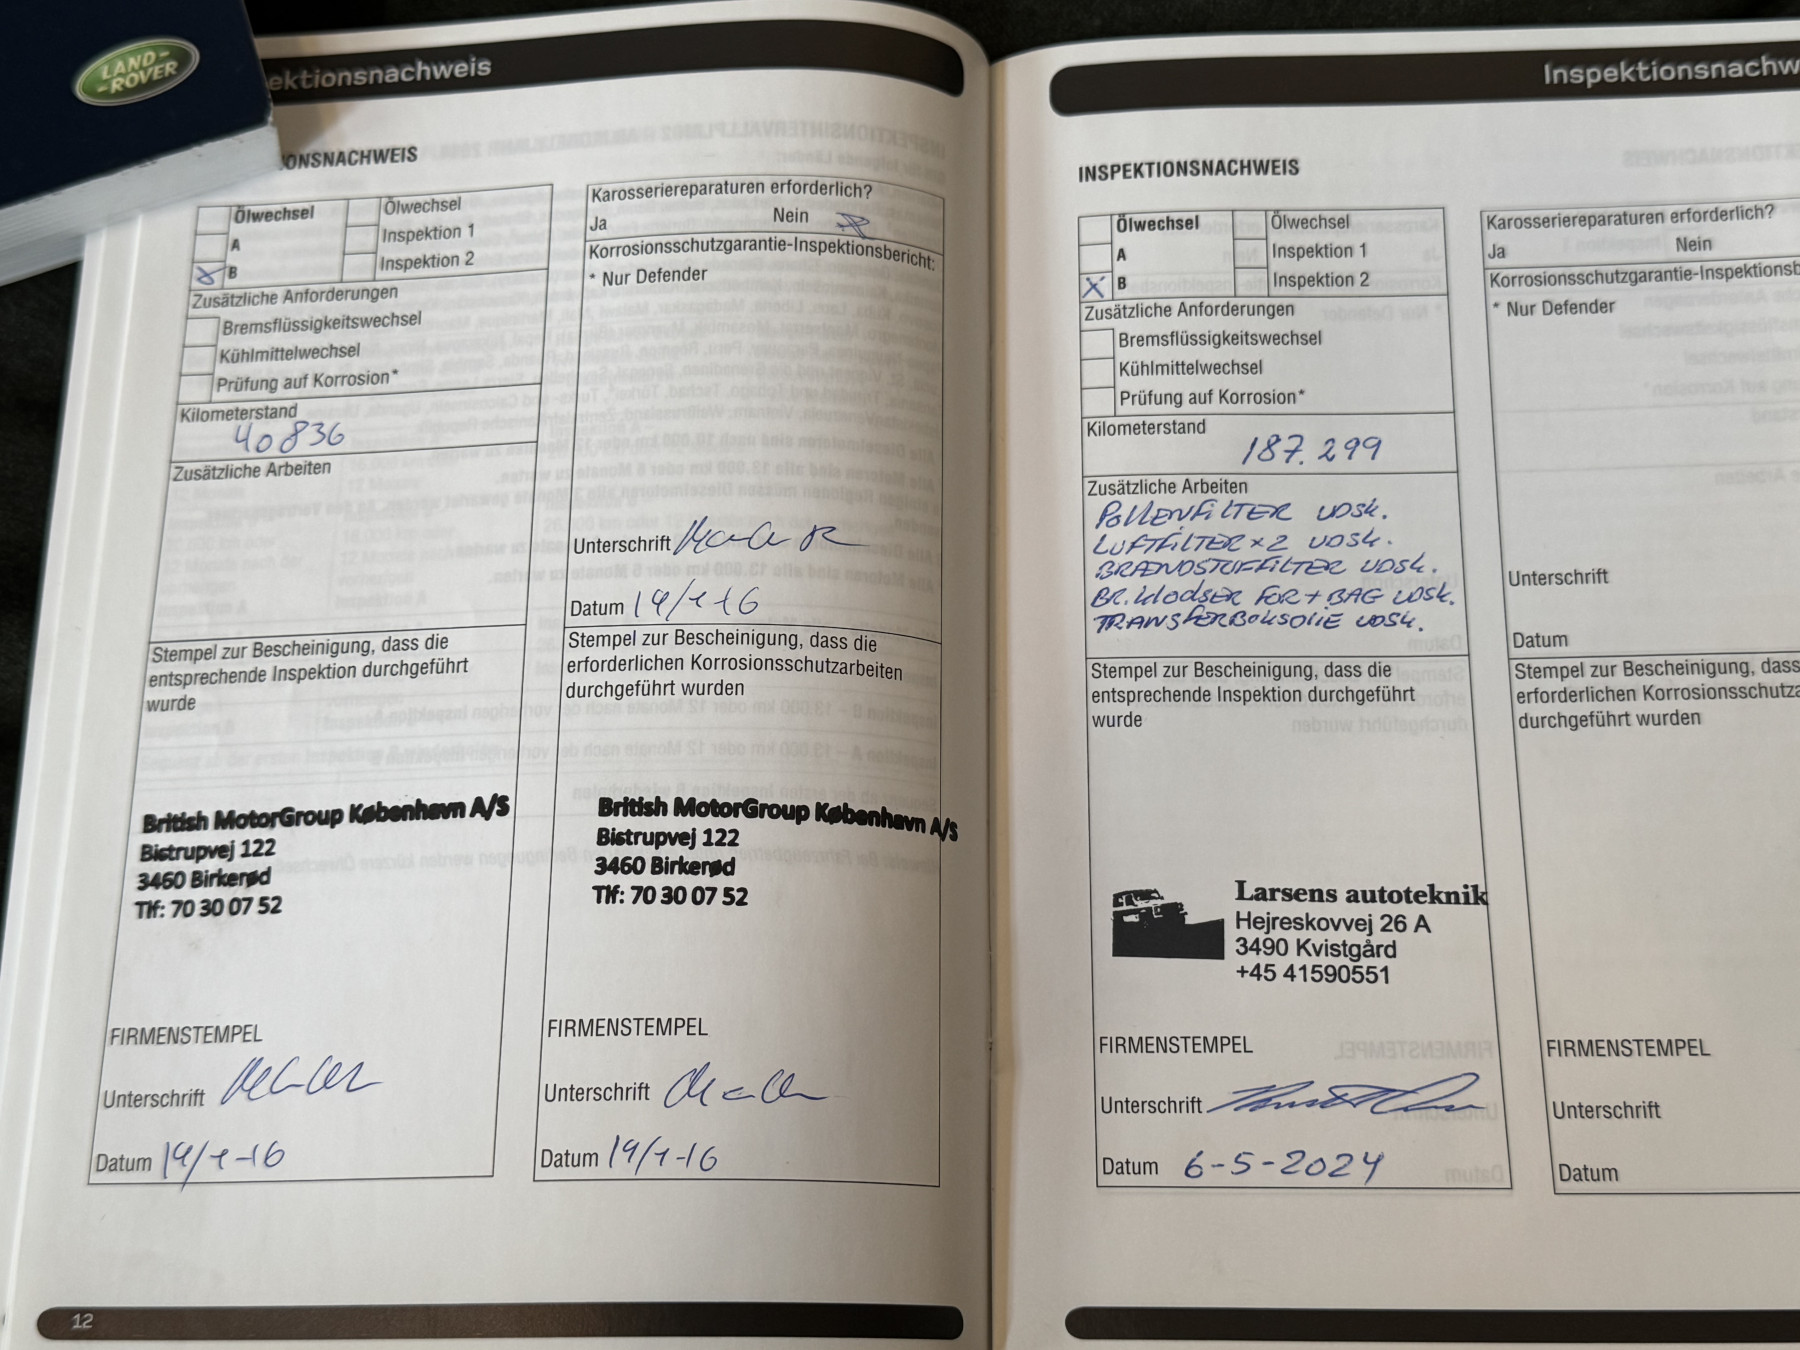 LAND-
-ROVER
ektionsnachweis
IONSNACHWEIS
Ölwechsel
A
B
Ölwechsel
Inspektion 1
Inspektion 2
Zusätzliche Anforderungen
Bremsflüssigkeitswechsel
Kühlmittelwechsel
Prüfung auf Korrosion*
Kilometerstand
40836
Zusätzliche Arbeiten
Stempel zur Bescheinigung, dass die
entsprechende Inspektion durchgeführt
wurde
British MotorGroup København A/S
Bistrupvej 122
3460 Birkerød
Tlf: 70 30 07 52
FIRMENSTEMPEL
Unterschrift
Datum 19/1-16
Karosseriereparaturen erforderlich?
Ja Nein
Korrosionsschutzgarantie-Inspektionsbericht:
* Nur Defender
Unterschrift
Datum 19/1-16
Stempel zur Bescheinigung, dass die
erforderlichen Korrosionsschutzarbeiten
durchgeführt wurden
British MotorGroup København A/S
Bistrupvej 122
3460 Birkerød
Tlf: 70 30 07 52
FIRMENSTEMPEL
Unterschrift
Datum 19/1-16
12
Inspektionsnachw
INSPEKTIONSNACHWEIS
Ölwechsel
A
X B
Ölwechsel
Inspektion 1
Inspektion 2
Zusätzliche Anforderungen
Bremsflüssigkeitswechsel
Kühlmittelwechsel
Prüfung auf Korrosion*
Kilometerstand
187.299
Zusätzliche Arbeiten
POLLENFILTER UDSK.
LUFTFILTER x2 UDSK.
BRÆNDSTOFFILTER UDSK.
BR. KLODSER FOR + BAG UDSK.
TRANSFERBOKSOLIE UDSK.
Stempel zur Bescheinigung, dass die
entsprechende Inspektion durchgeführt
wurde
Larsens autoteknik
Hejreskovvej 26 A
3490 Kvistgård
+45 41590551
FIRMENSTEMPEL
Unterschrift
Datum 6-5-2024
Karosseriereparaturen erforderlich?
Ja Nein
Korrosionsschutzgarantie-Inspektionsb
* Nur Defender
Unterschrift
Datum
Stempel zur Bescheinigung, dass
erforderlichen Korrosionsschutza
durchgeführt wurden
FIRMENSTEMPEL
Unterschrift
Datum